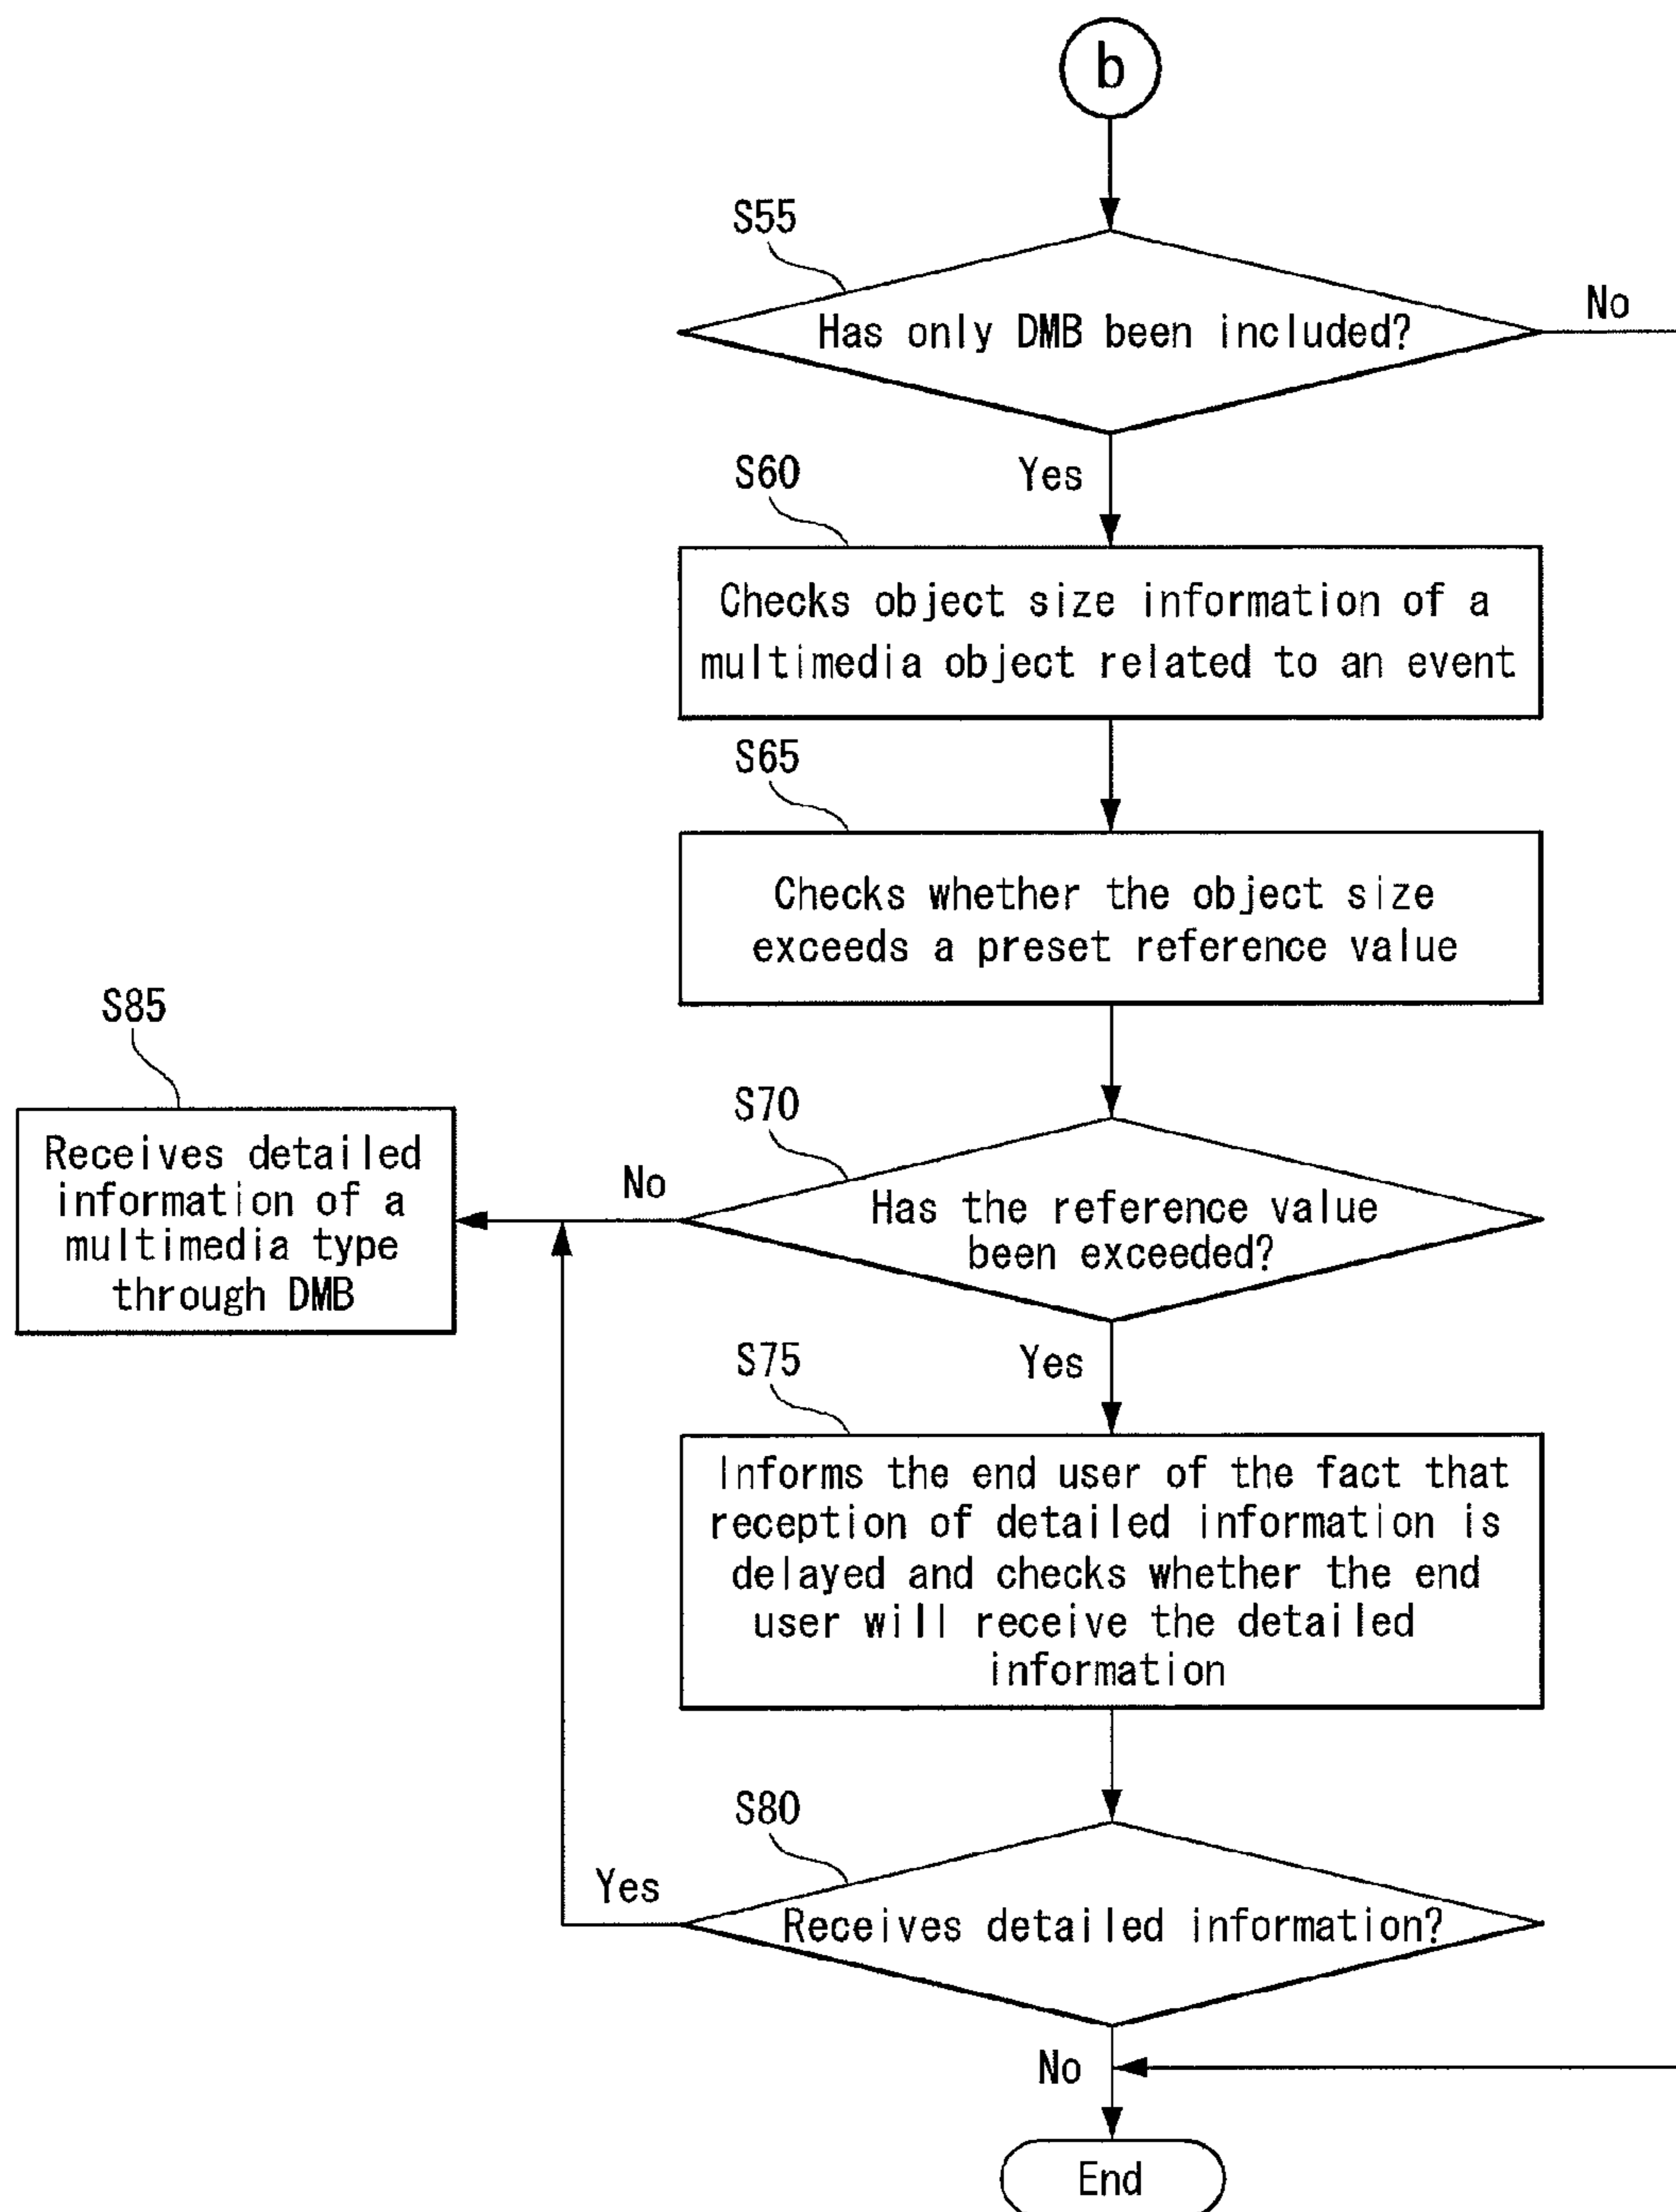 b
S55
Has only DMB been included?
No
Yes
S60
Checks object size information of a
multimedia object related to an event
S65
Checks whether the object size
exceeds a preset reference value
S85
Receives detailed
information of a
multimedia type
through DMB
S70
No
Has the reference value
been exceeded?
Yes
S75
Informs the end user of the fact that
reception of detailed information is
delayed and checks whether the end
user will receive the detailed
information
S80
Yes
Receives detailed information?
No
End